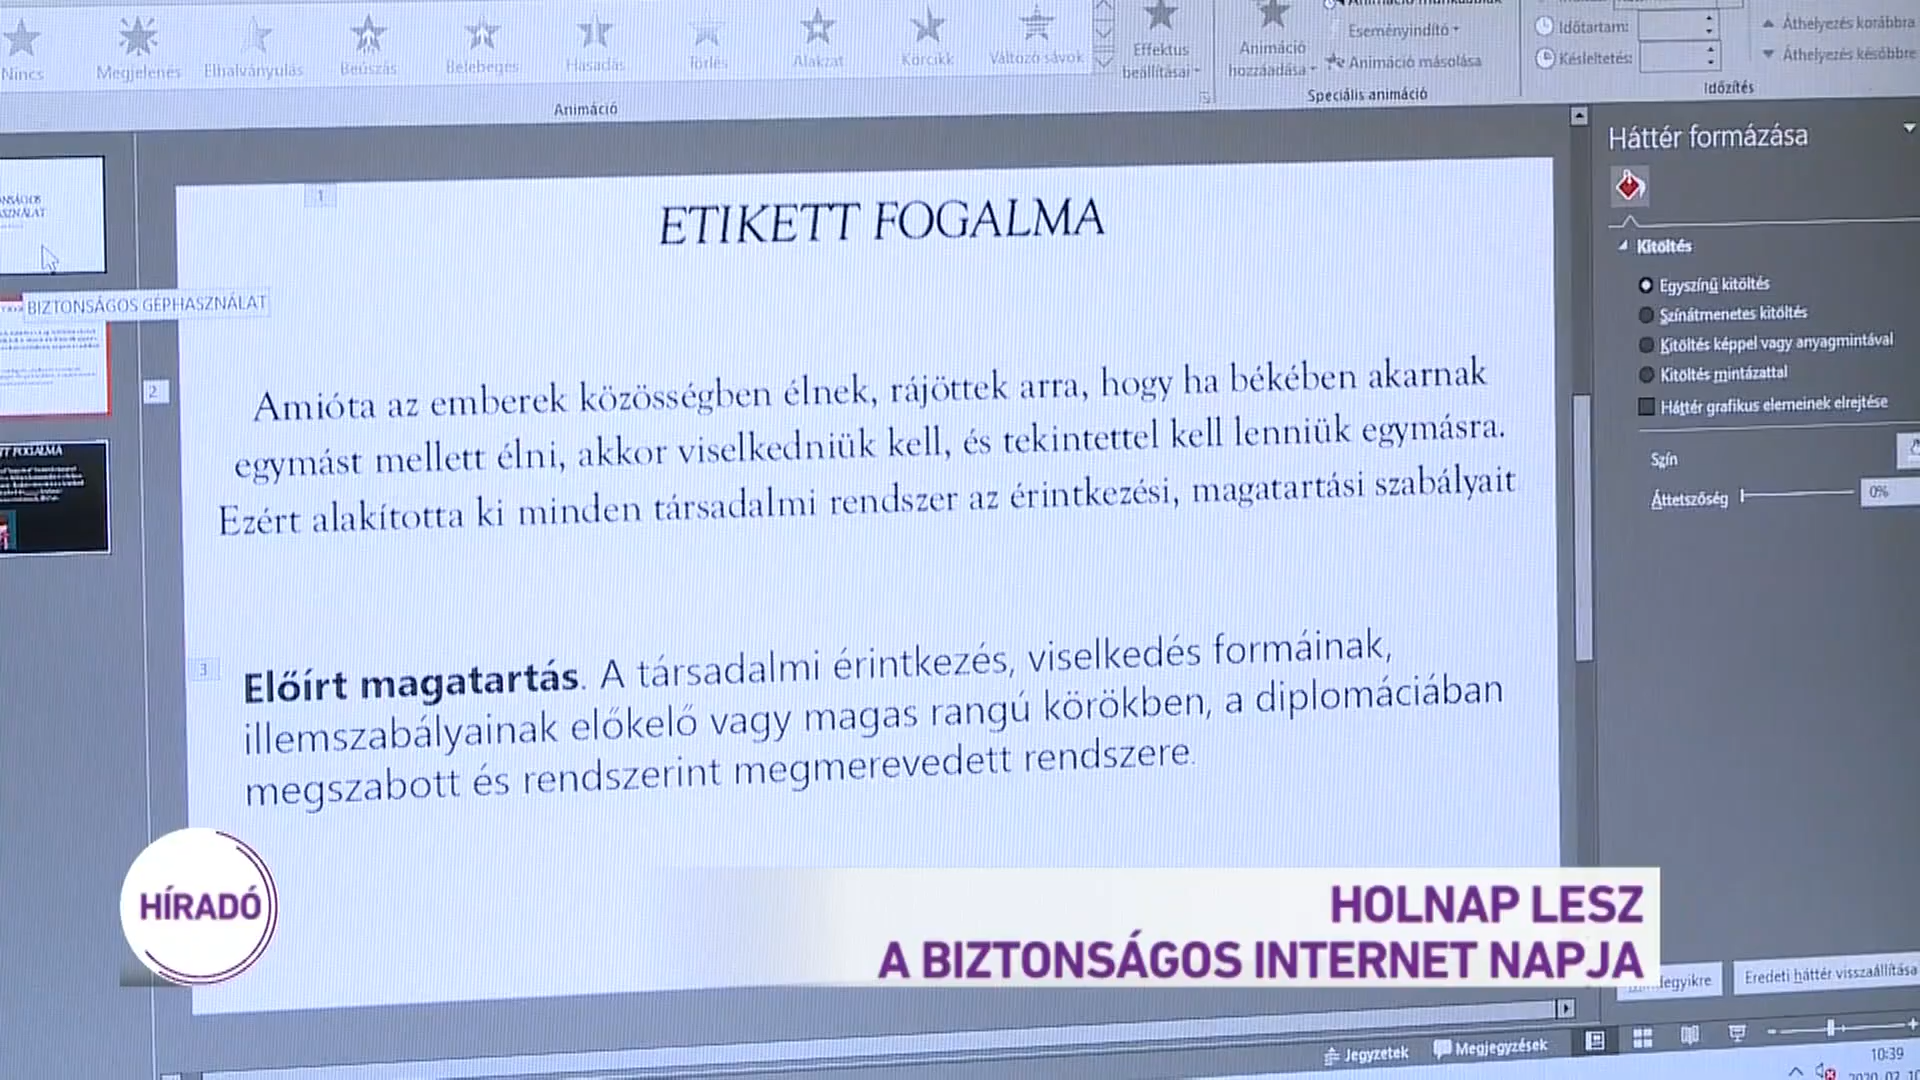 Nincs
Megjelenés
Elhalványulás
Beúszás
Belebegés
Hasadás
Törlés
Alakzat
Körcikk
Változó sávok
Effektus
beállításai
Animáció
hozzáadása
Eseményindító
Animáció másolása
Időtartam:
Késleltetés:
Áthelyezés korábbra
Áthelyezés későbbre
Animáció
Speciális animáció
Időzítés
BIZTONSÁGOS GÉPHASZNÁLAT
1
ETIKETT FOGALMA
2
Amióta az emberek közösségben élnek, rájöttek arra, hogy ha békében akarnak
egymást mellett élni, akkor viselkedniük kell, és tekintettel kell lenniük egymásra.
Ezért alakította ki minden társadalmi rendszer az érintkezési, magatartási szabályait
3
Előírt magatartás. A társadalmi érintkezés, viselkedés formáinak,
illemszabályainak előkelő vagy magas rangú körökben, a diplomáciában
megszabott és rendszerint megmerevedett rendszere.
Háttér formázása
Kitöltés
Egyszínű kitöltés
Színátmenetes kitöltés
Kitöltés képpel vagy anyagmintával
Kitöltés mintázattal
Háttér grafikus elemeinek elrejtése
Szín
Áttetszőség
0%
Eredeti háttér visszaállítása
HÍRADÓ
HOLNAP LESZ
A BIZTONSÁGOS INTERNET NAPJA
Jegyzetek
Megjegyzések
10:39